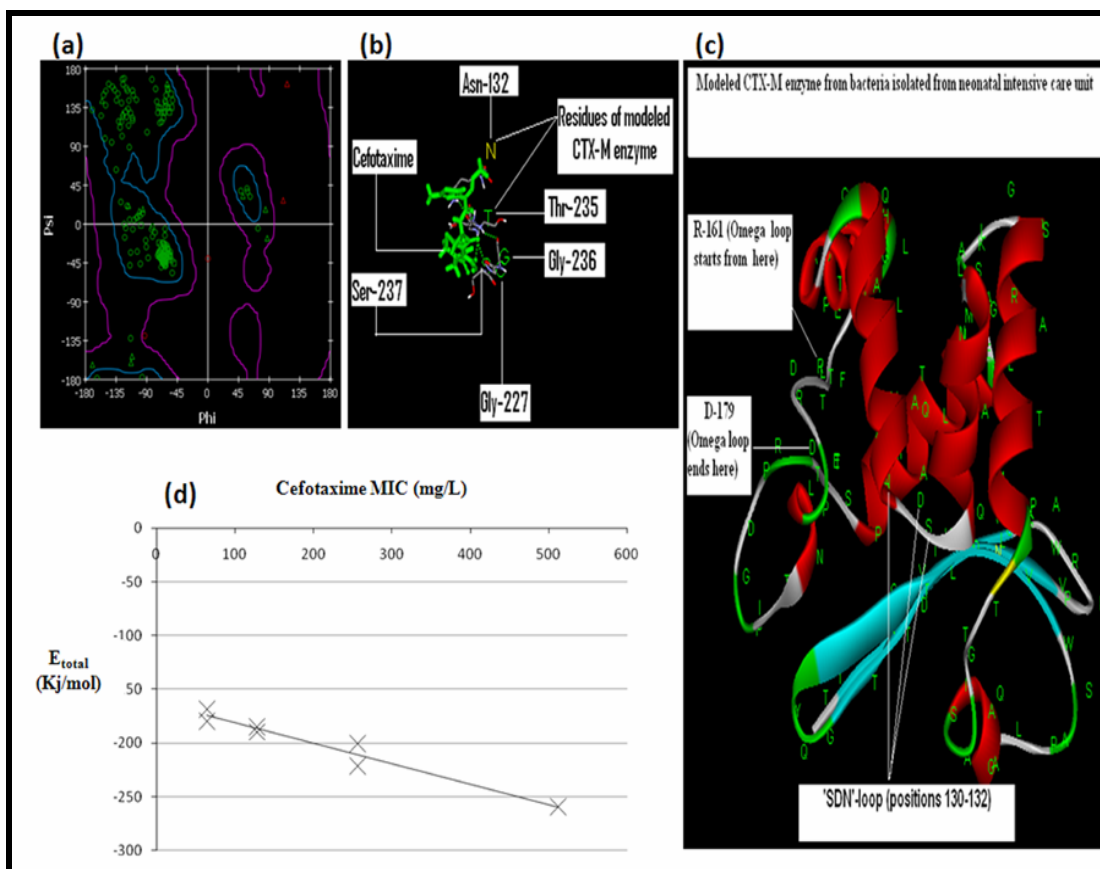 (a)
180
135
90
45
0
-45
-90
-135
-180
Psi
-180 -135 -90 -45 0 45 90 135 180
Phi
(b)
Asn-132
N
Residues of modeled
CTX-M enzyme
Cefotaxime
T
Thr-235
G
Gly-236
Ser-237
Gly-227
(c)
Modeled CTX-M enzyme from bacteria isolated from neonatal intensive care unit
R-161 (Omega loop
starts from here)
D-179
(Omega loop
ends here)
'SDN'-loop (positions 130-132)
(d)
Cefotaxime MIC (mg/L)
0 100 200 300 400 500 600
0
-50
-100
50
-200
-250
-300
E total
(Kj/mol)